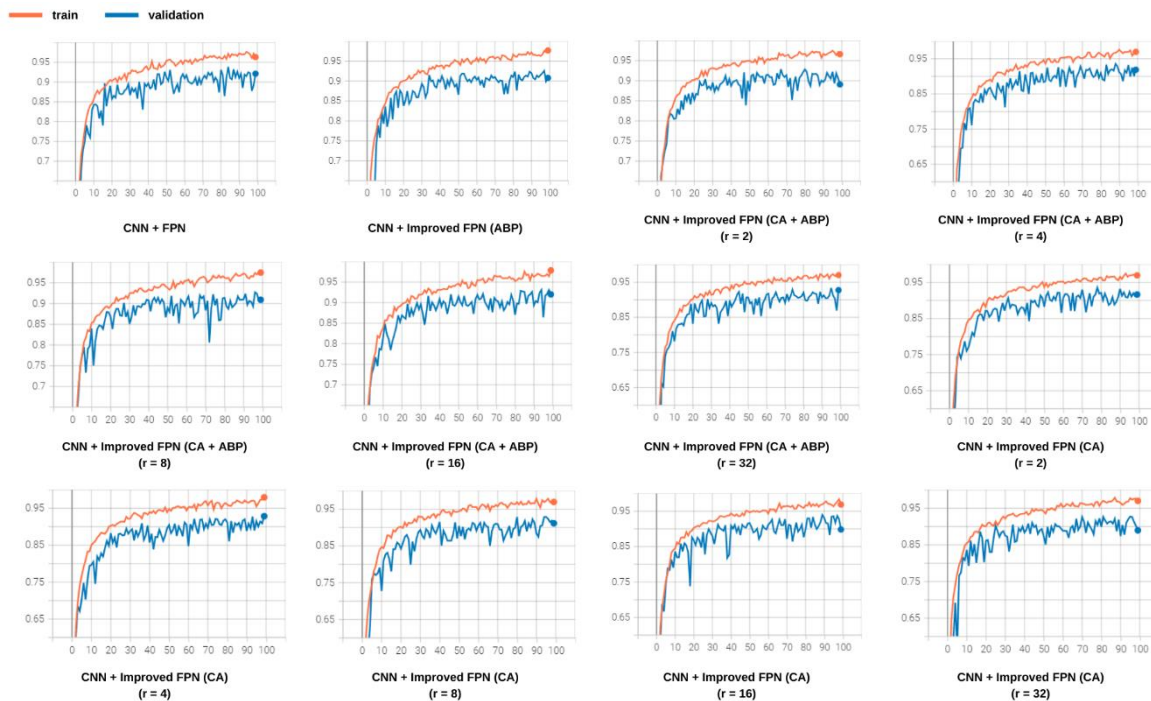 train validation
0.95
0.9
0.85
0.8
0.75
0.7
0 10 20 30 40 50 60 70 80 90 100
CNN + FPN
0.95
0.9
0.85
0.8
0.75
0.7
0 10 20 30 40 50 60 70 80 90 100
CNN + Improved FPN (ABP)
0.95
0.9
0.85
0.8
0.75
0.7
0 10 20 30 40 50 60 70 80 90 100
CNN + Improved FPN (CA + ABP)
(r = 2)
0.95
0.85
0.75
0.65
0 10 20 30 40 50 60 70 80 90 100
CNN + Improved FPN (CA + ABP)
(r = 4)
0.95
0.9
0.85
0.8
0.75
0.7
0 10 20 30 40 50 60 70 80 90 100
CNN + Improved FPN (CA + ABP)
(r = 8)
0.95
0.9
0.85
0.8
0.75
0.7
0 10 20 30 40 50 60 70 80 90 100
CNN + Improved FPN (CA + ABP)
(r = 16)
0.95
0.85
0.75
0.65
0 10 20 30 40 50 60 70 80 90 100
CNN + Improved FPN (CA + ABP)
(r = 32)
0.95
0.85
0.75
0.65
0 10 20 30 40 50 60 70 80 90 100
CNN + Improved FPN (CA)
(r = 2)
0.95
0.85
0.75
0.65
0 10 20 30 40 50 60 70 80 90 100
CNN + Improved FPN (CA)
(r = 4)
0.95
0.85
0.75
0.65
0 10 20 30 40 50 60 70 80 90 100
CNN + Improved FPN (CA)
(r = 8)
0.95
0.85
0.75
0.65
0 10 20 30 40 50 60 70 80 90 100
CNN + Improved FPN (CA)
(r = 16)
0.95
0.85
0.75
0.65
0 10 20 30 40 50 60 70 80 90 100
CNN + Improved FPN (CA)
(r = 32)